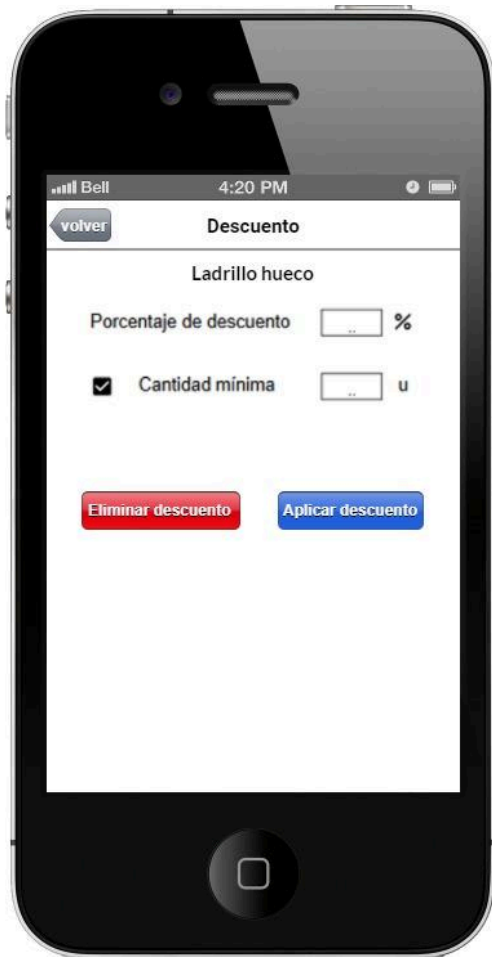 Bell 4:20 PM
volver Descuento
Ladrillo hueco
Porcentaje de descuento .. %
Cantidad mínima .. u
Eliminar descuento Aplicar descuento